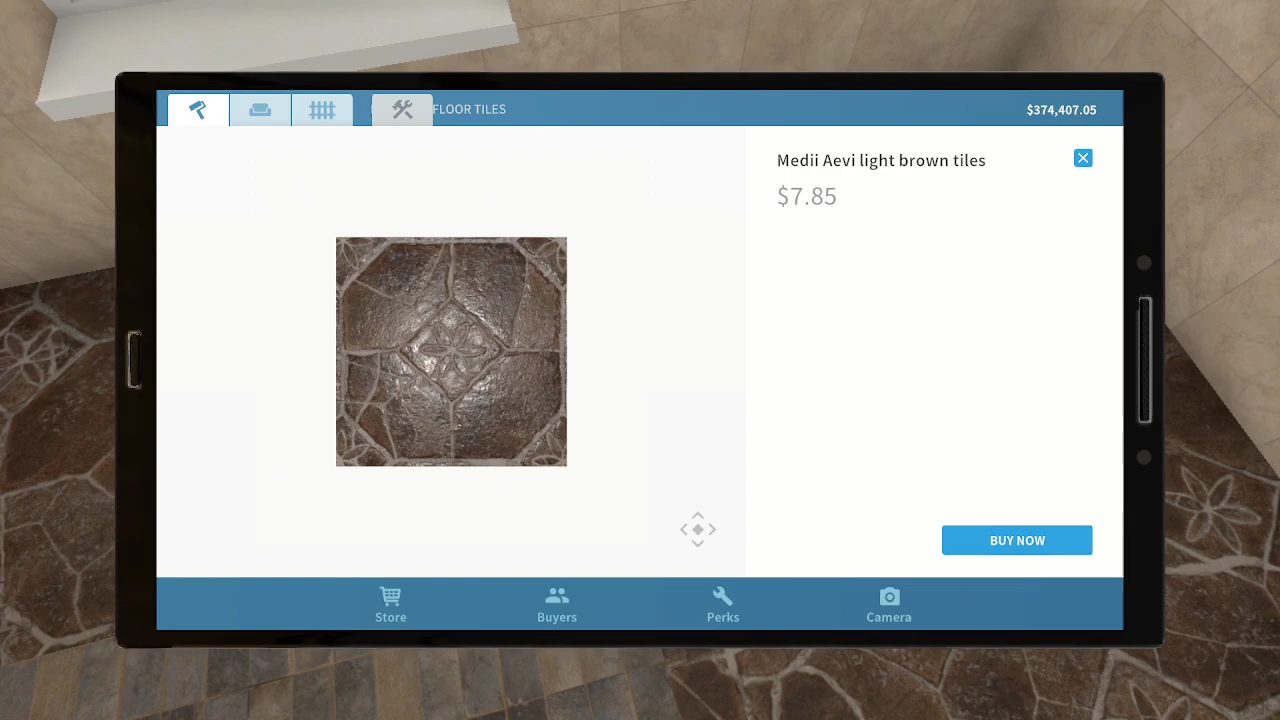 FLOOR TILES
$374,407.05
Medii Aevi light brown tiles
$7.85
BUY NOW
Store
Buyers
Perks
Camera